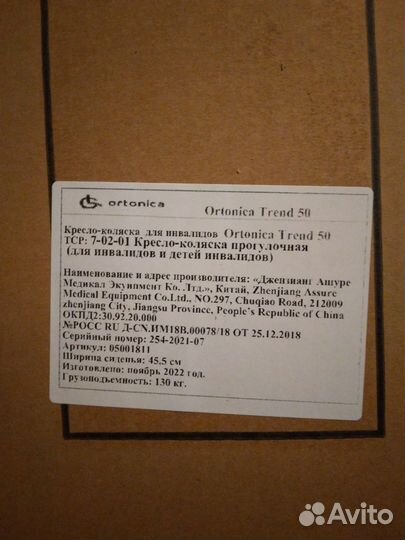 ortonica
Ortonica Trend 50
Кресло-коляска для инвалидов Ortonica Trend 50
ТСР: 7-02-01 Кресло-коляска прогулочная
(для инвалидов и детей инвалидов)
Наименование и адрес производителя: «Джензиянг Ашуре
Медикал Экуипмент Ко. Лтд.», Китай, Zhenjiang Assure
Medical Equipment Co.Ltd., NO.297, Chuqiao Road, 212009
zhenjiang City, Jiangsu Province, People's Republic of China
ОКПД2:30.92.20.000
№РОСС RU Д-CN.ИМ18В.00078/18 ОТ 25.12.2018
Серийный номер: 254-2021-07
Артикул: 05001811
Ширина сиденья: 45.5 см
Изготовлено: ноябрь 2022 год.
Грузоподъемность: 130 кг.
Avito